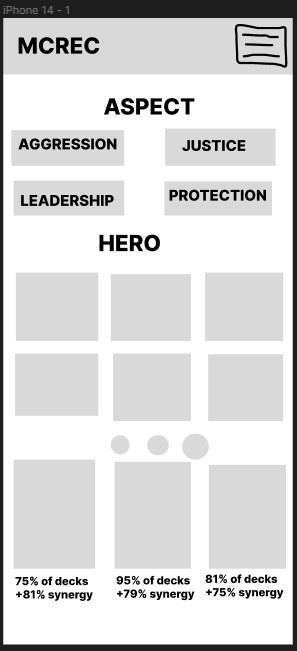 iPhone 14 - 1
MCREC
ASPECT
AGGRESSION
JUSTICE
LEADERSHIP
PROTECTION
HERO
75% of decks
+81% synergy
95% of decks
+79% synergy
81% of decks
+75% synergy